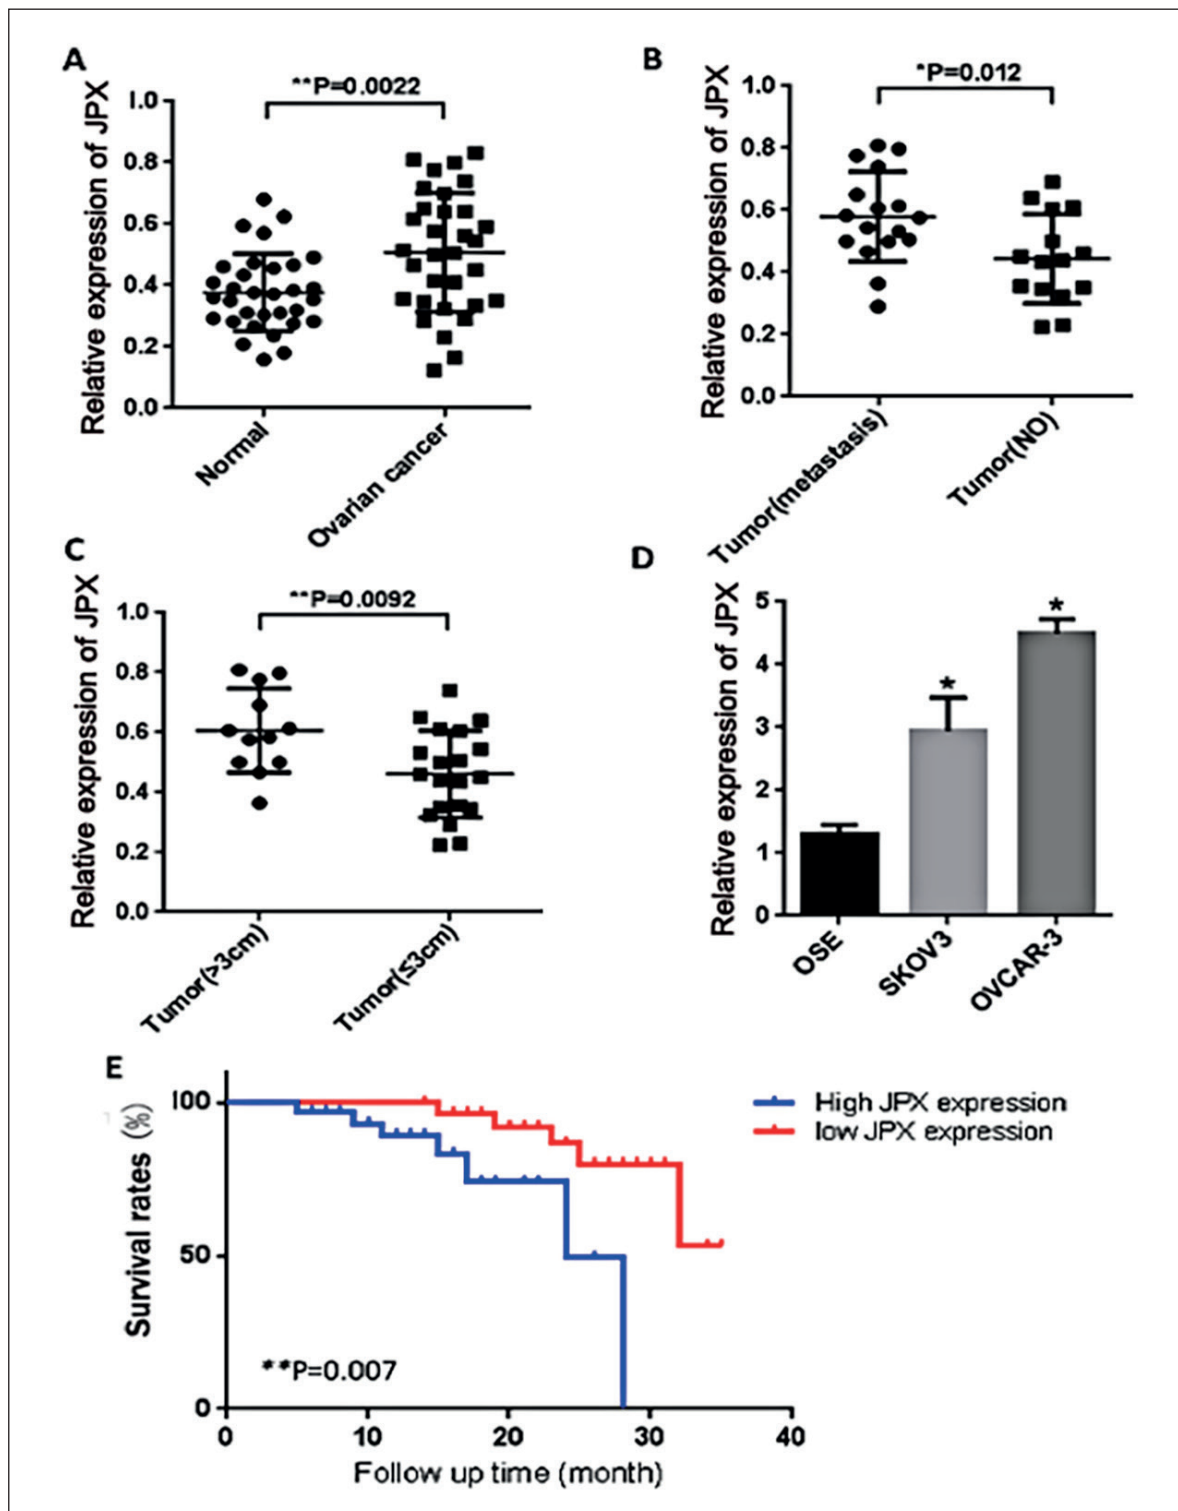 A
**P=0.0022
Relative expression of JPX
1.0
0.8
0.6
0.4
0.2
0.0
Normal
Ovarian cancer
B
*P=0.012
Relative expression of JPX
1.0
0.8
0.6
0.4
0.2
0.0
Tumor(metastasis)
Tumor(NO)
C
**P=0.0092
Relative expression of JPX
1.0
0.8
0.6
0.4
0.2
0.0
Tumor(>3cm)
Tumor(≤3cm)
D
Relative expression of JPX
5
4
3
2
1
0
*
*
OSE
SKOV3
OVCAR-3
E
Survival rates (%)
100
50
0
High JPX expression
low JPX expression
**P=0.007
0 10 20 30 40
Follow up time (month)